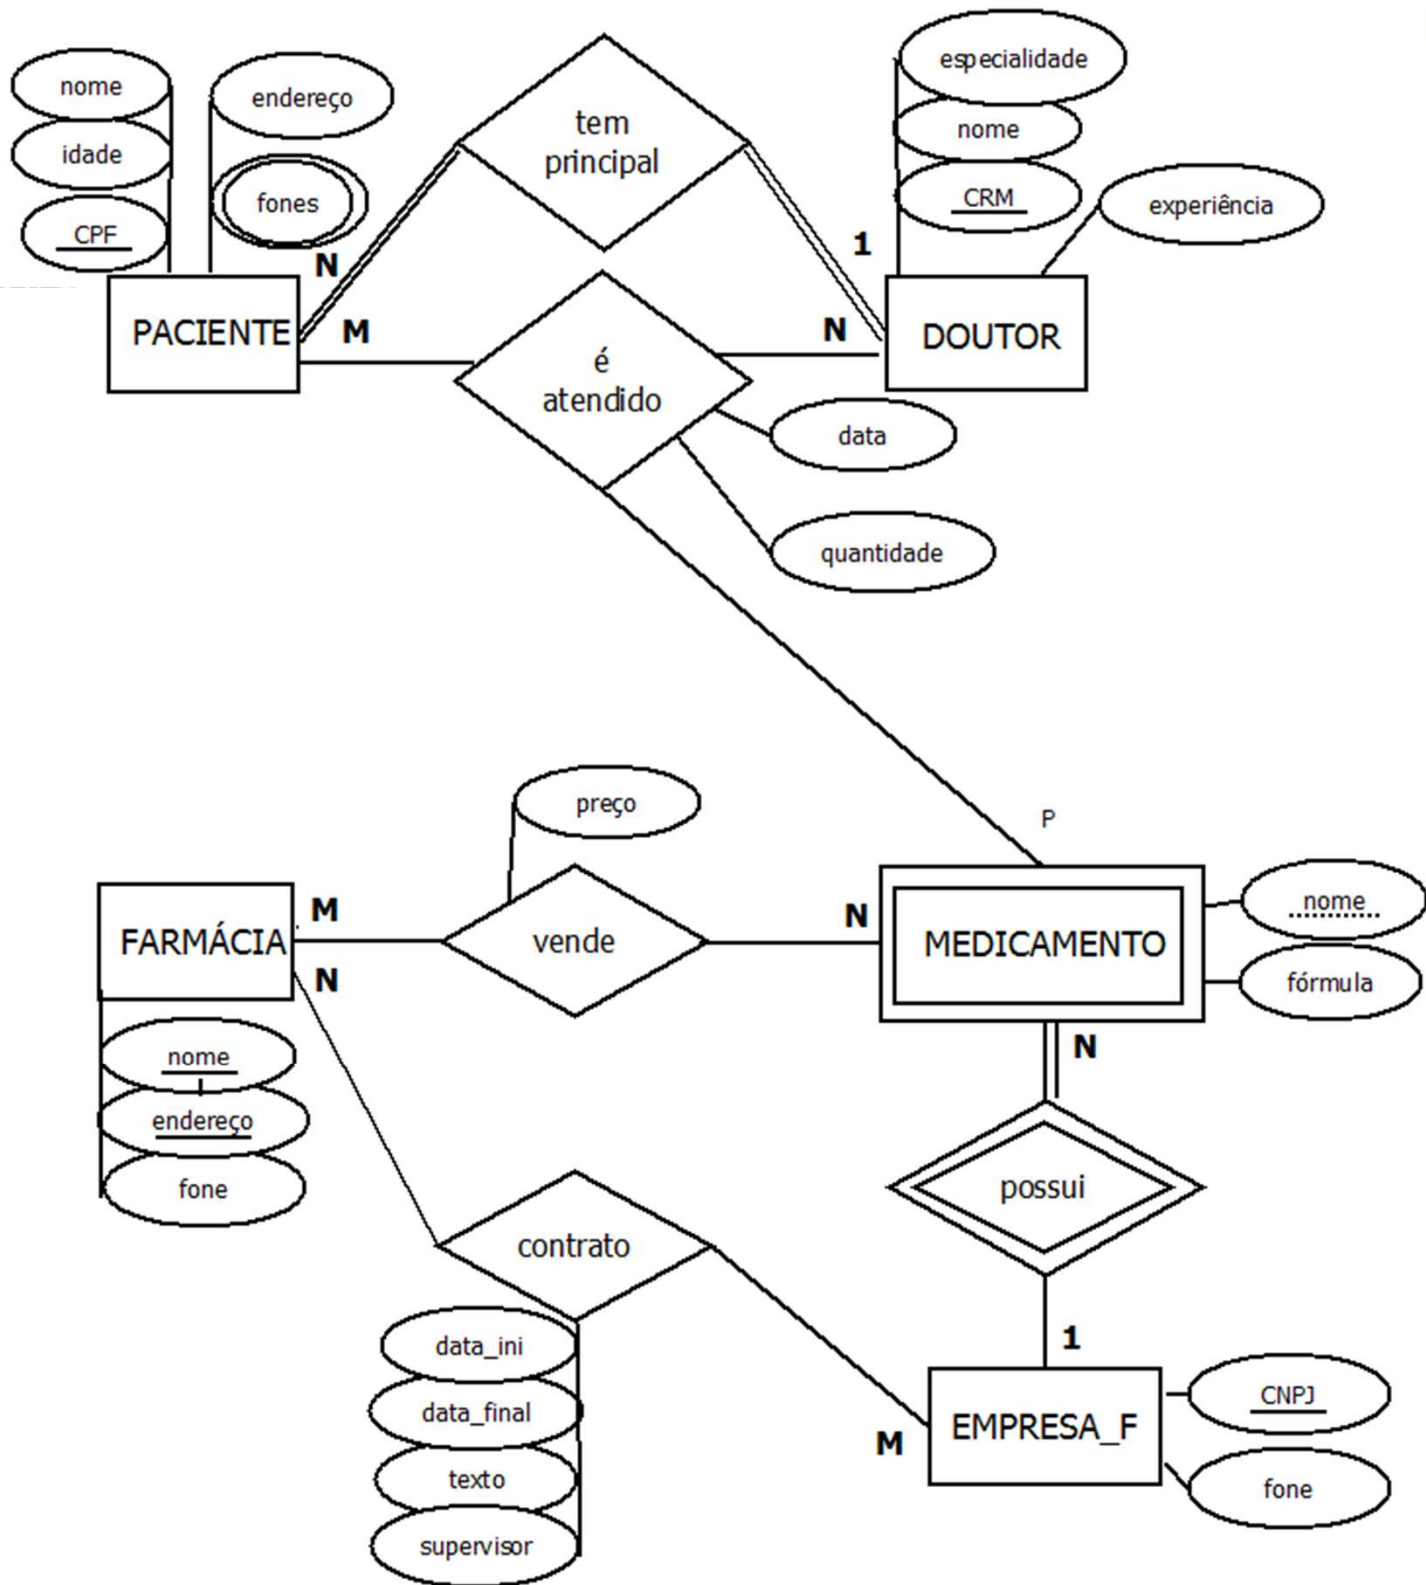 especialidade
nome
endereço
tem
principal
nome
idade
CRM
fones
experiência
CPF
N
1
PACIENTE
M
é
atendido
N
DOUTOR
data
quantidade
preço
P
FARMÁCIA
M
vende
N
MEDICAMENTO
nome
N
fórmula
nome
N
endereço
fone
possui
contrato
data_ini
1
data_final
M
EMPRESA_F
CNPJ
texto
fone
supervisor